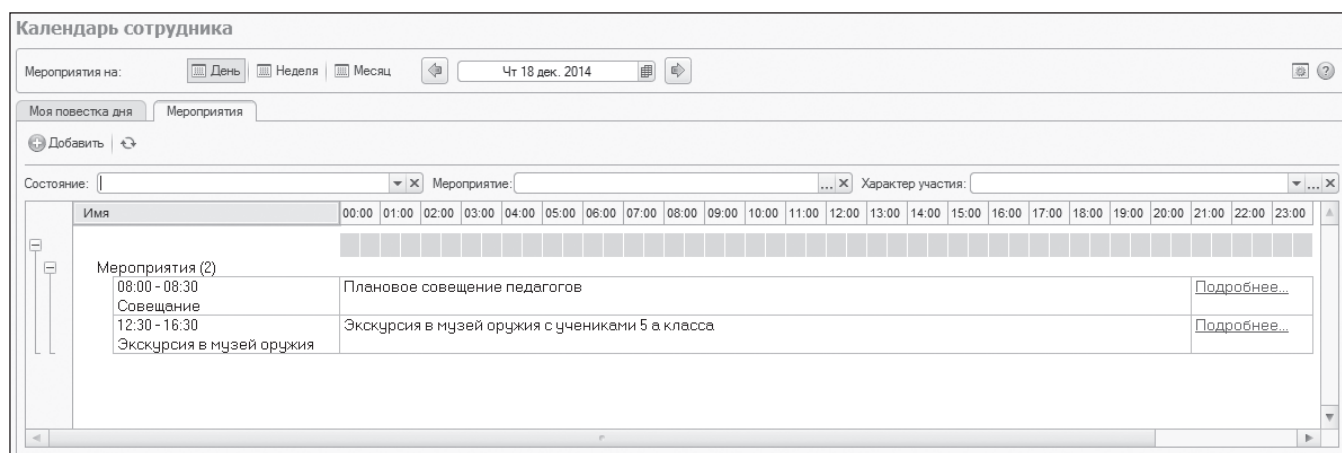 Календарь сотрудника
Мероприятия на: День Неделя Месяц Чт 18 дек. 2014
Моя повестка дня Мероприятия
Добавить
Состояние: Мероприятие: ... Характер участия: ...
Имя 00:00 01:00 02:00 03:00 04:00 05:00 06:00 07:00 08:00 09:00 10:00 11:00 12:00 13:00 14:00 15:00 16:00 17:00 18:00 19:00 20:00 21:00 22:00 23:00
Мероприятия (2)
08:00 - 08:30 Плановое совещение педагогов Подробнее...
Совещание
12:30 - 16:30 Экскурсия в музей оружия с учениками 5 а класса Подробнее...
Экскурсия в музей оружия